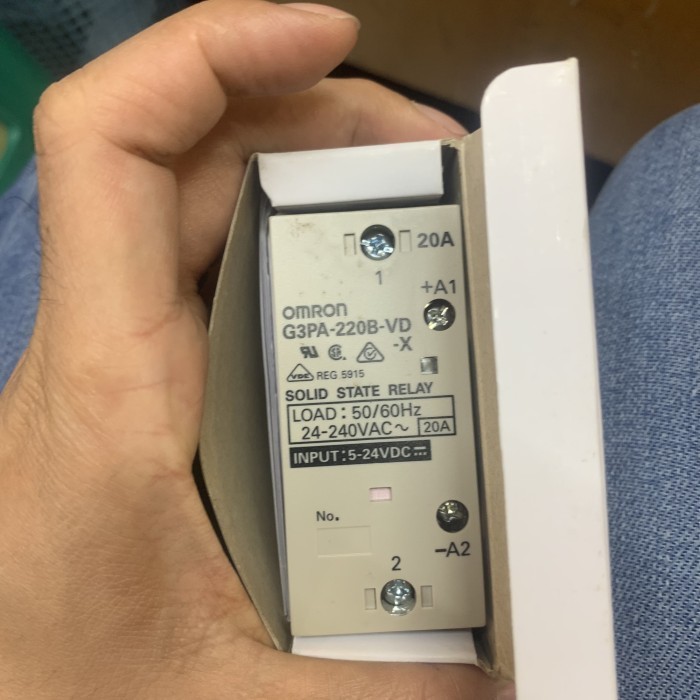 20A
1
+A1
OMRON
G3PA-220B-VD
-X
VDE REG 5915
SOLID STATE RELAY
LOAD : 50/60Hz
24-240VAC～ 20A
INPUT : 5-24VDC ⎓
No.
-A2
2